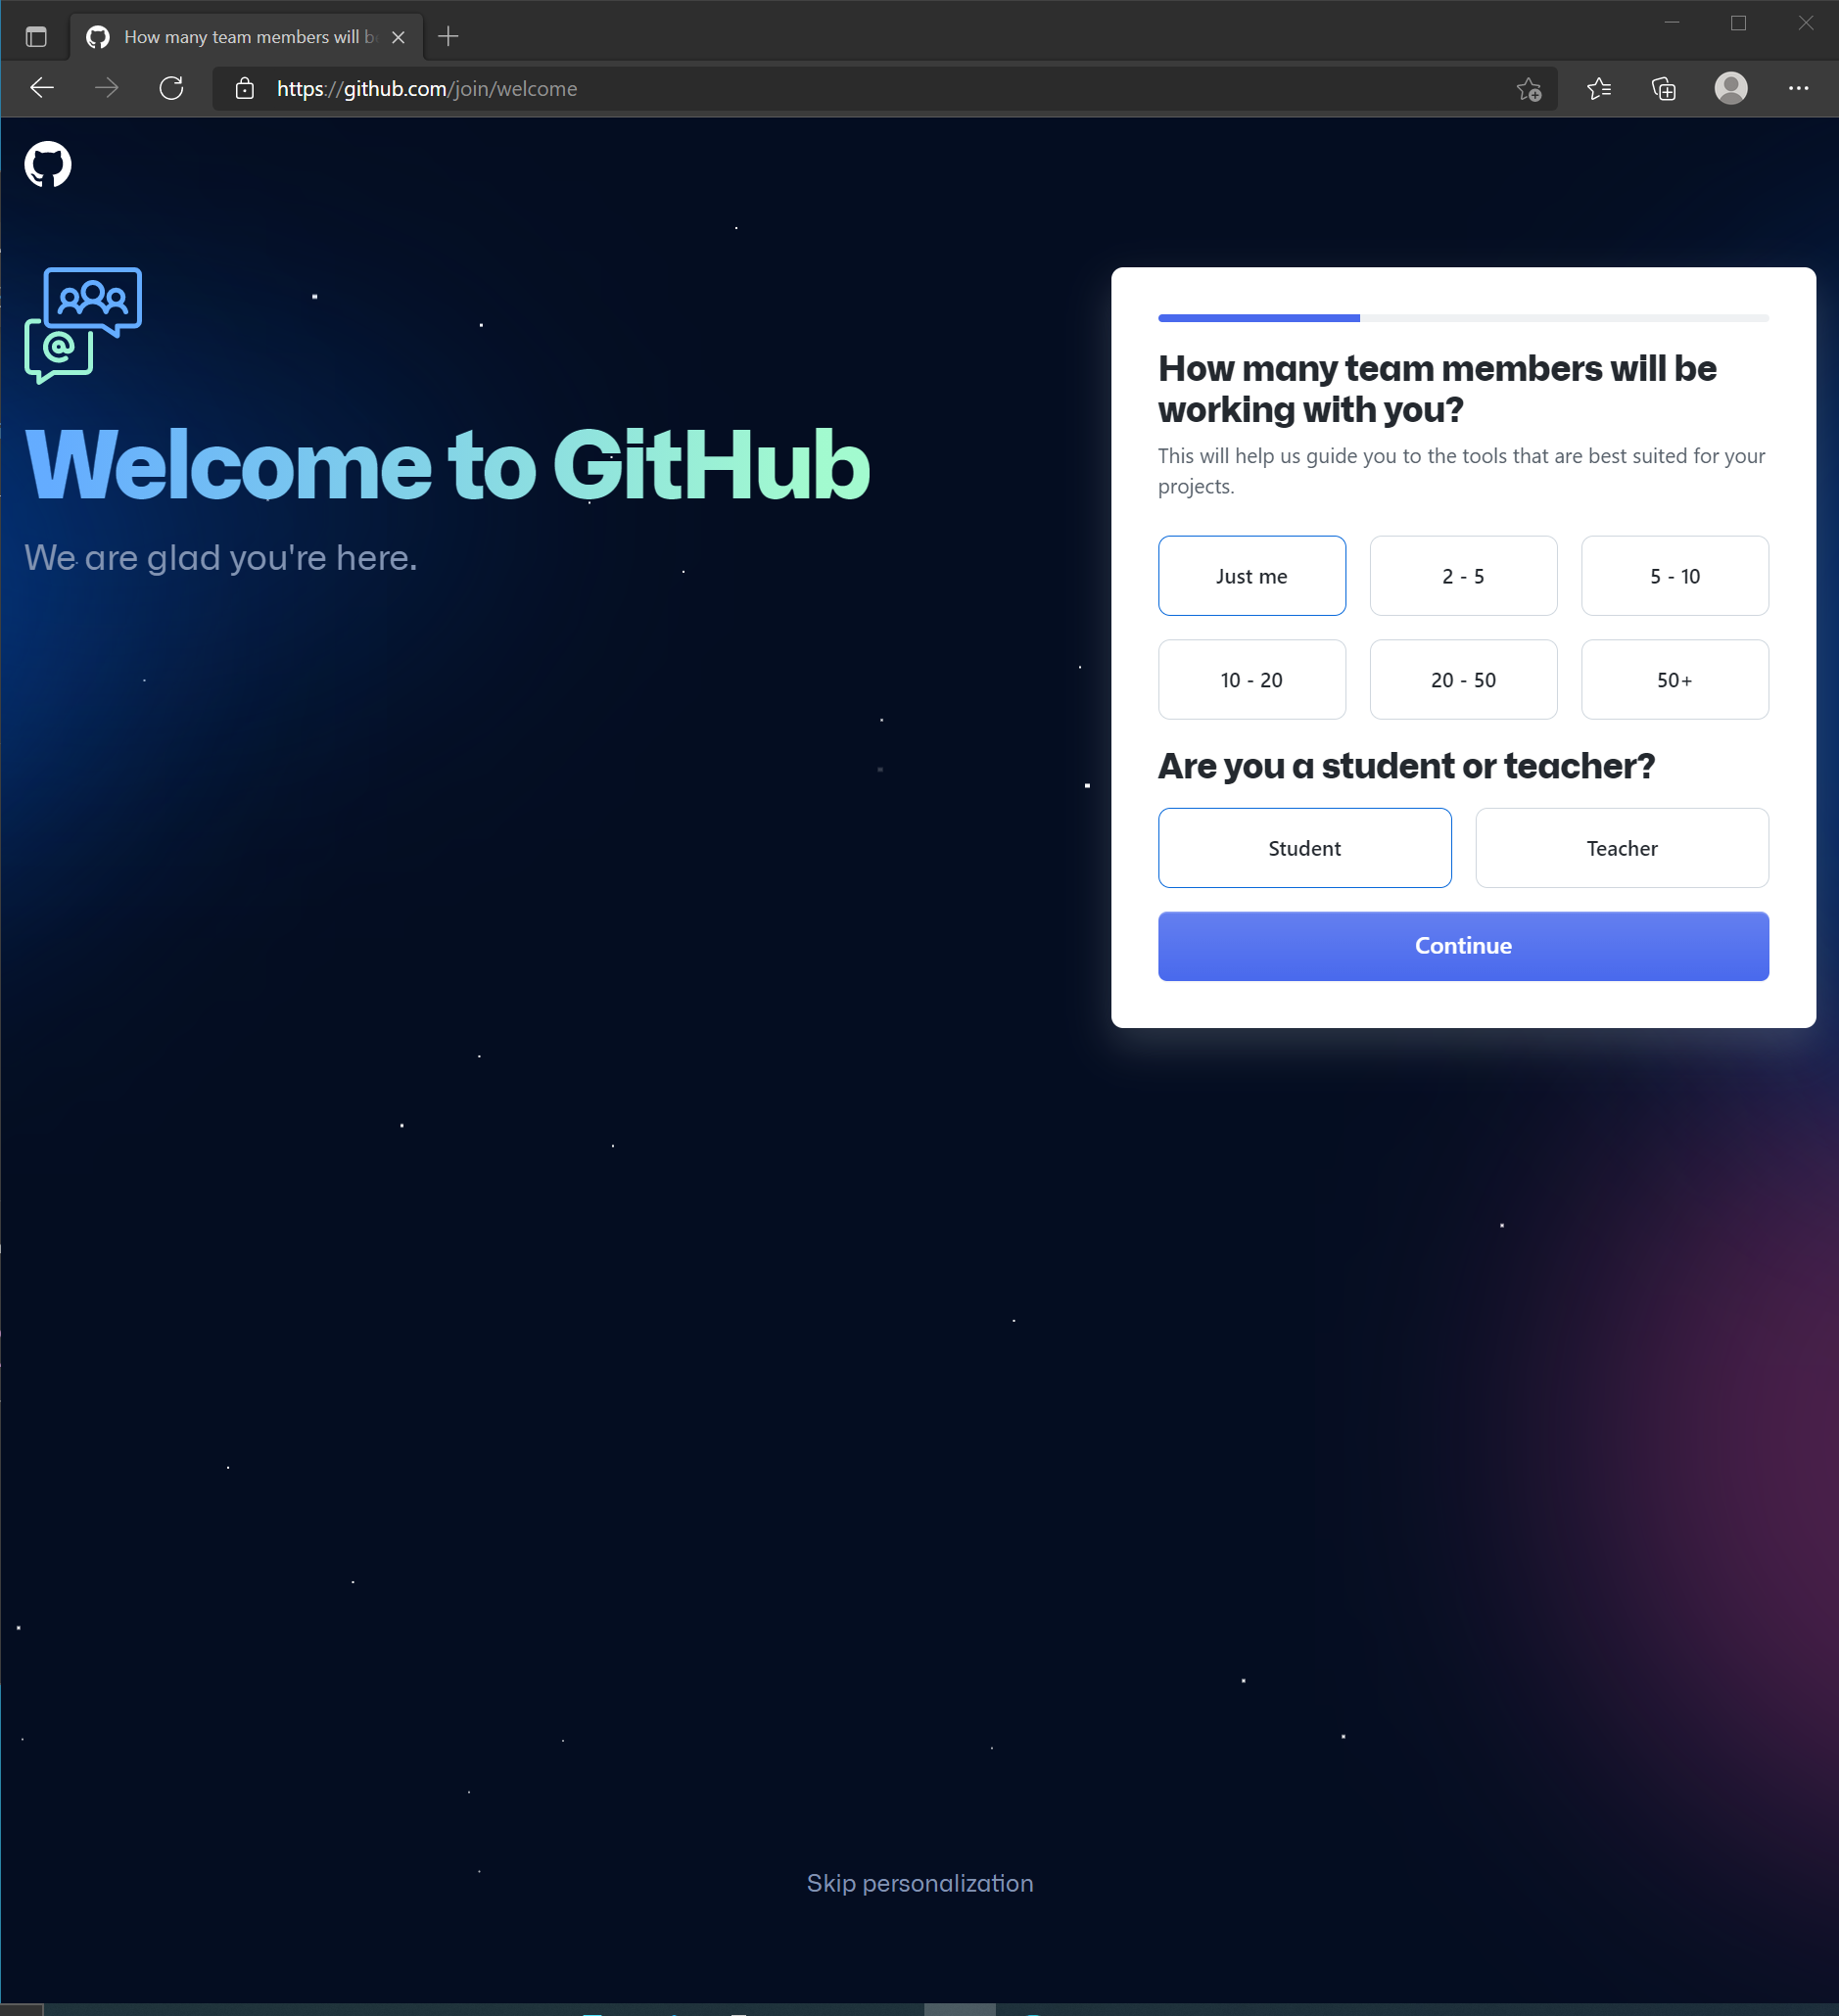 How many team members will b
https://github.com/join/welcome
@
Welcome to GitHub
We are glad you're here.
How many team members will be
working with you?
This will help us guide you to the tools that are best suited for your
projects.
Just me
2 - 5
5 - 10
10 - 20
20 - 50
50+
Are you a student or teacher?
Student
Teacher
Continue
Skip personalization